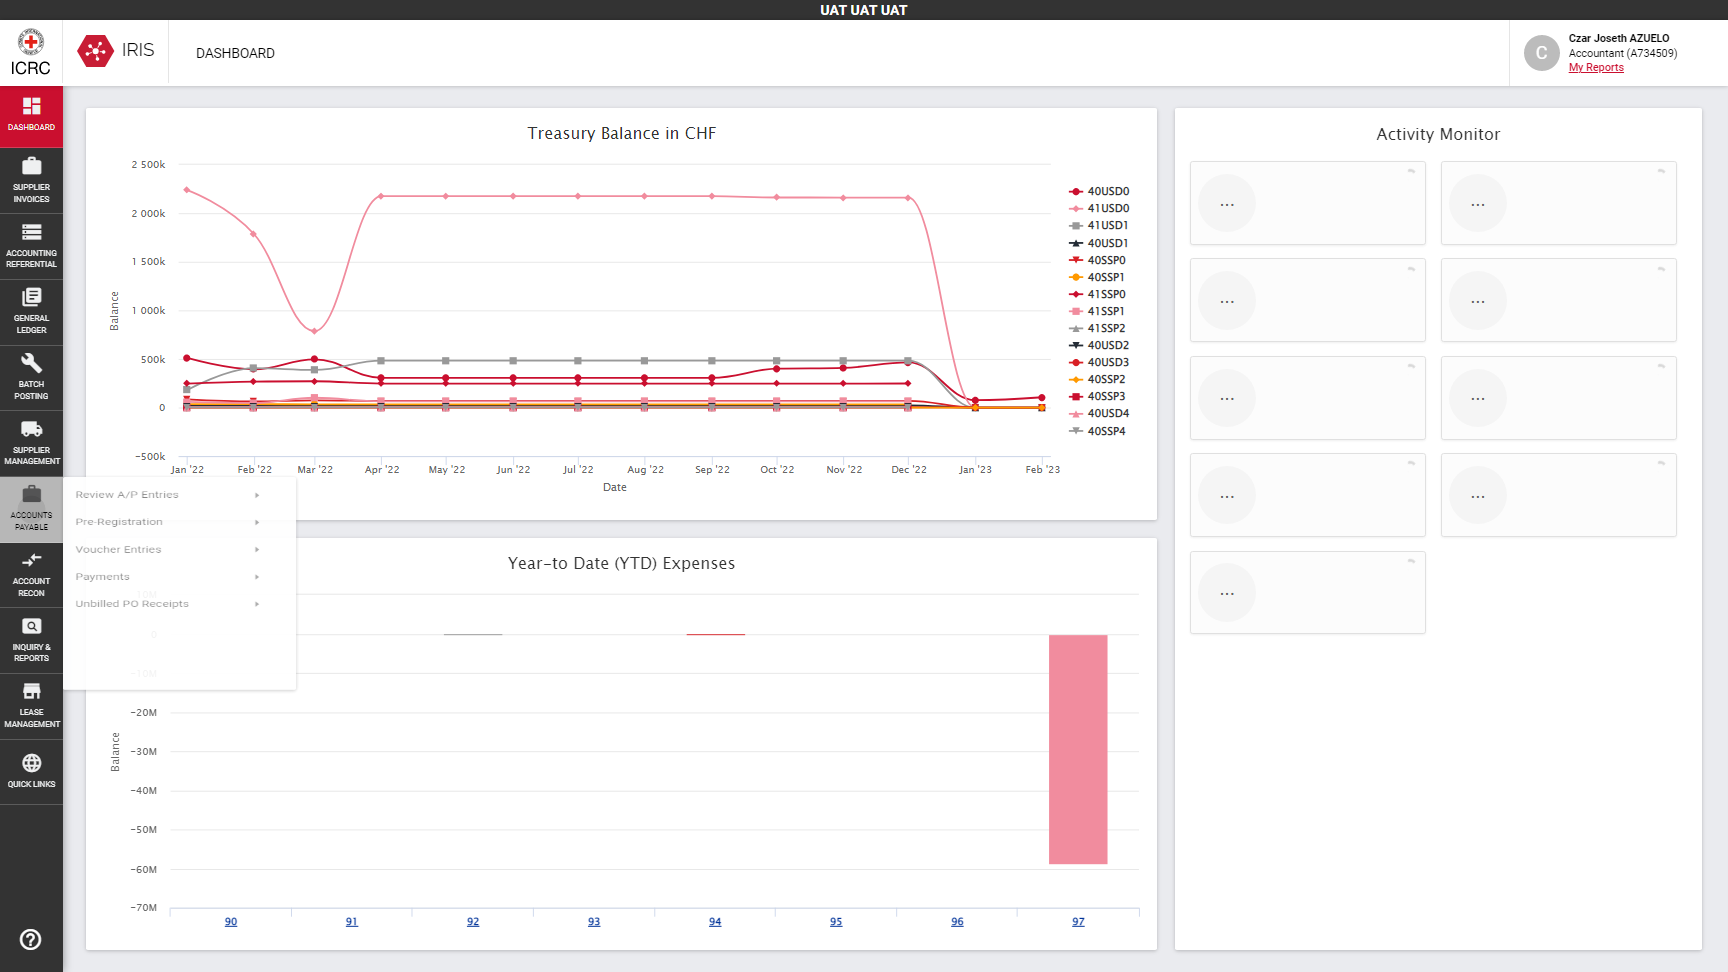 UAT UAT UAT
ICRC
IRIS
DASHBOARD
C
Czar Joseth AZUELO
Accountant (A734509)
My Reports
DASHBOARD
SUPPLIER
INVOICES
ACCOUNTING
REFERENTIAL
GENERAL
LEDGER
BATCH
POSTING
SUPPLIER
MANAGEMENT
ACCOUNTS
PAYABLE
ACCOUNT
RECON
INQUIRY &
REPORTS
LEASE
MANAGEMENT
QUICK LINKS
Review A/P Entries
Pre-Registration
Voucher Entries
Payments
Unbilled PO Receipts
Treasury Balance in CHF
2 500k
2 000k
1 500k
1 000k
500k
0
−500k
Balance
Jan '22 Feb '22 Mar '22 Apr '22 May '22 Jun '22 Jul '22 Aug '22 Sep '22 Oct '22 Nov '22 Dec '22 Jan '23 Feb '23
Date
40USD0
41USD0
41USD1
40USD1
40SSP0
40SSP1
41SSP0
41SSP1
41SSP2
40USD2
40USD3
40SSP2
40SSP3
40USD4
40SSP4
Year-to Date (YTD) Expenses
10M
0
−10M
−20M
−30M
−40M
−50M
−60M
−70M
Balance
90 91 92 93 94 95 96 97
Activity Monitor
... ...
... ...
... ...
... ...
...